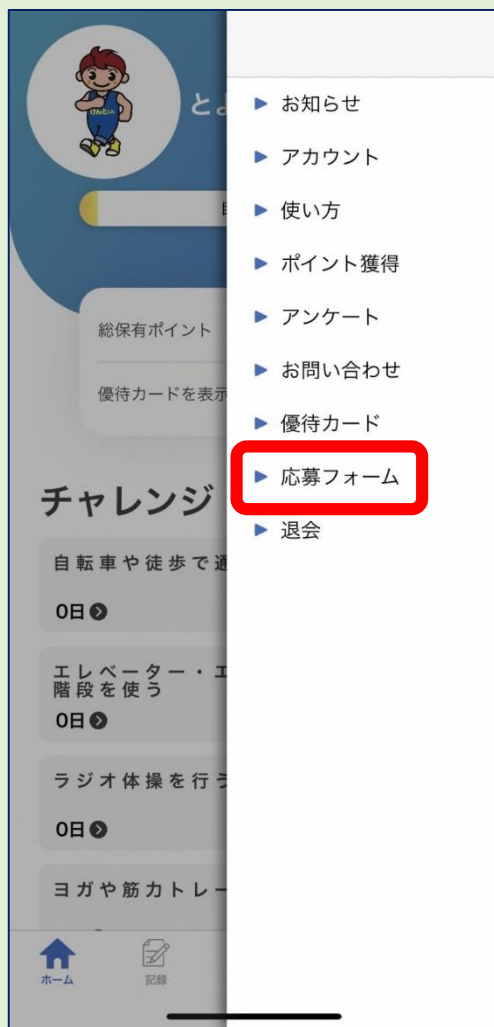 とよ
お知らせ
アカウント
使い方
ポイント獲得
アンケート
お問い合わせ
優待カード
応募フォーム
退会
総保有ポイント
優待カードを表示
チャレンジ
自転車や徒歩で通
0日
エレベーター・エ
階段を使う
0日
ラジオ体操を行う
0日
ヨガや筋力トレー
ホーム
記録